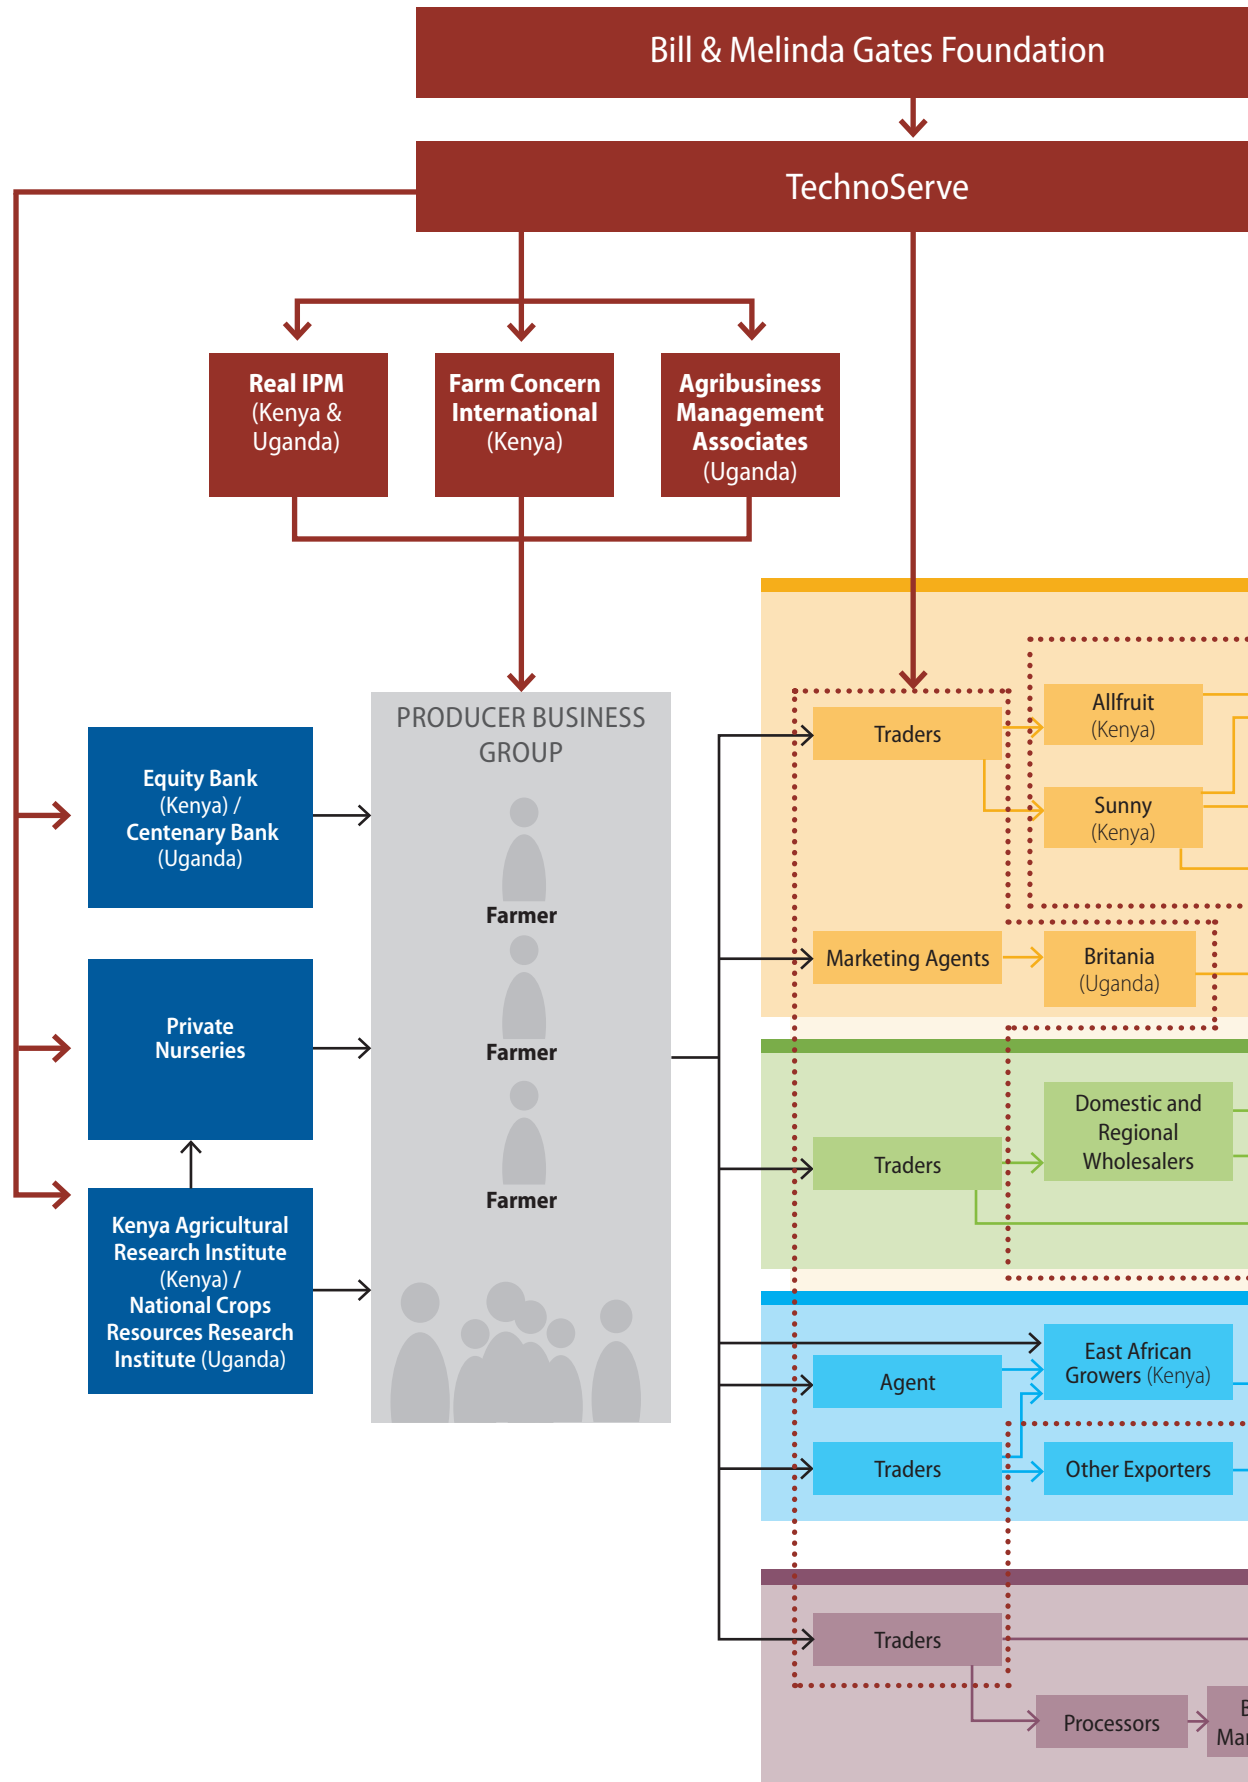 Bill & Melinda Gates Foundation
TechnoServe
Real IPM
(Kenya &
Uganda)
Farm Concern
International
(Kenya)
Agribusiness
Management
Associates
(Uganda)
PRODUCER BUSINESS
GROUP
Equity Bank
(Kenya) /
Centenary Bank
(Uganda)
Private
Nurseries
Kenya Agricultural
Research Institute
(Kenya) /
National Crops
Resources Research
Institute (Uganda)
Farmer
Farmer
Farmer
Traders
Allfruit
(Kenya)
Sunny
(Kenya)
Marketing Agents
Britania
(Uganda)
Traders
Domestic and
Regional
Wholesalers
Agent
East African
Growers (Kenya)
Traders
Other Exporters
Traders
Processors